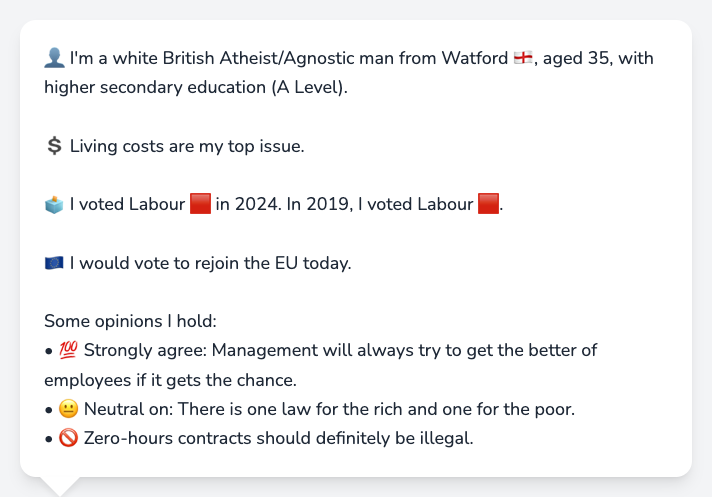 👤 I'm a white British Atheist/Agnostic man from Watford 🏴󠁧󠁢󠁥󠁮󠁧󠁿, aged 35, with
higher secondary education (A Level).
💲 Living costs are my top issue.
🗳️ I voted Labour 🟥 in 2024. In 2019, I voted Labour 🟥.
🇪🇺 I would vote to rejoin the EU today.
Some opinions I hold:
• 💯 Strongly agree: Management will always try to get the better of
employees if it gets the chance.
• 😐 Neutral on: There is one law for the rich and one for the poor.
• 🚫 Zero-hours contracts should definitely be illegal.